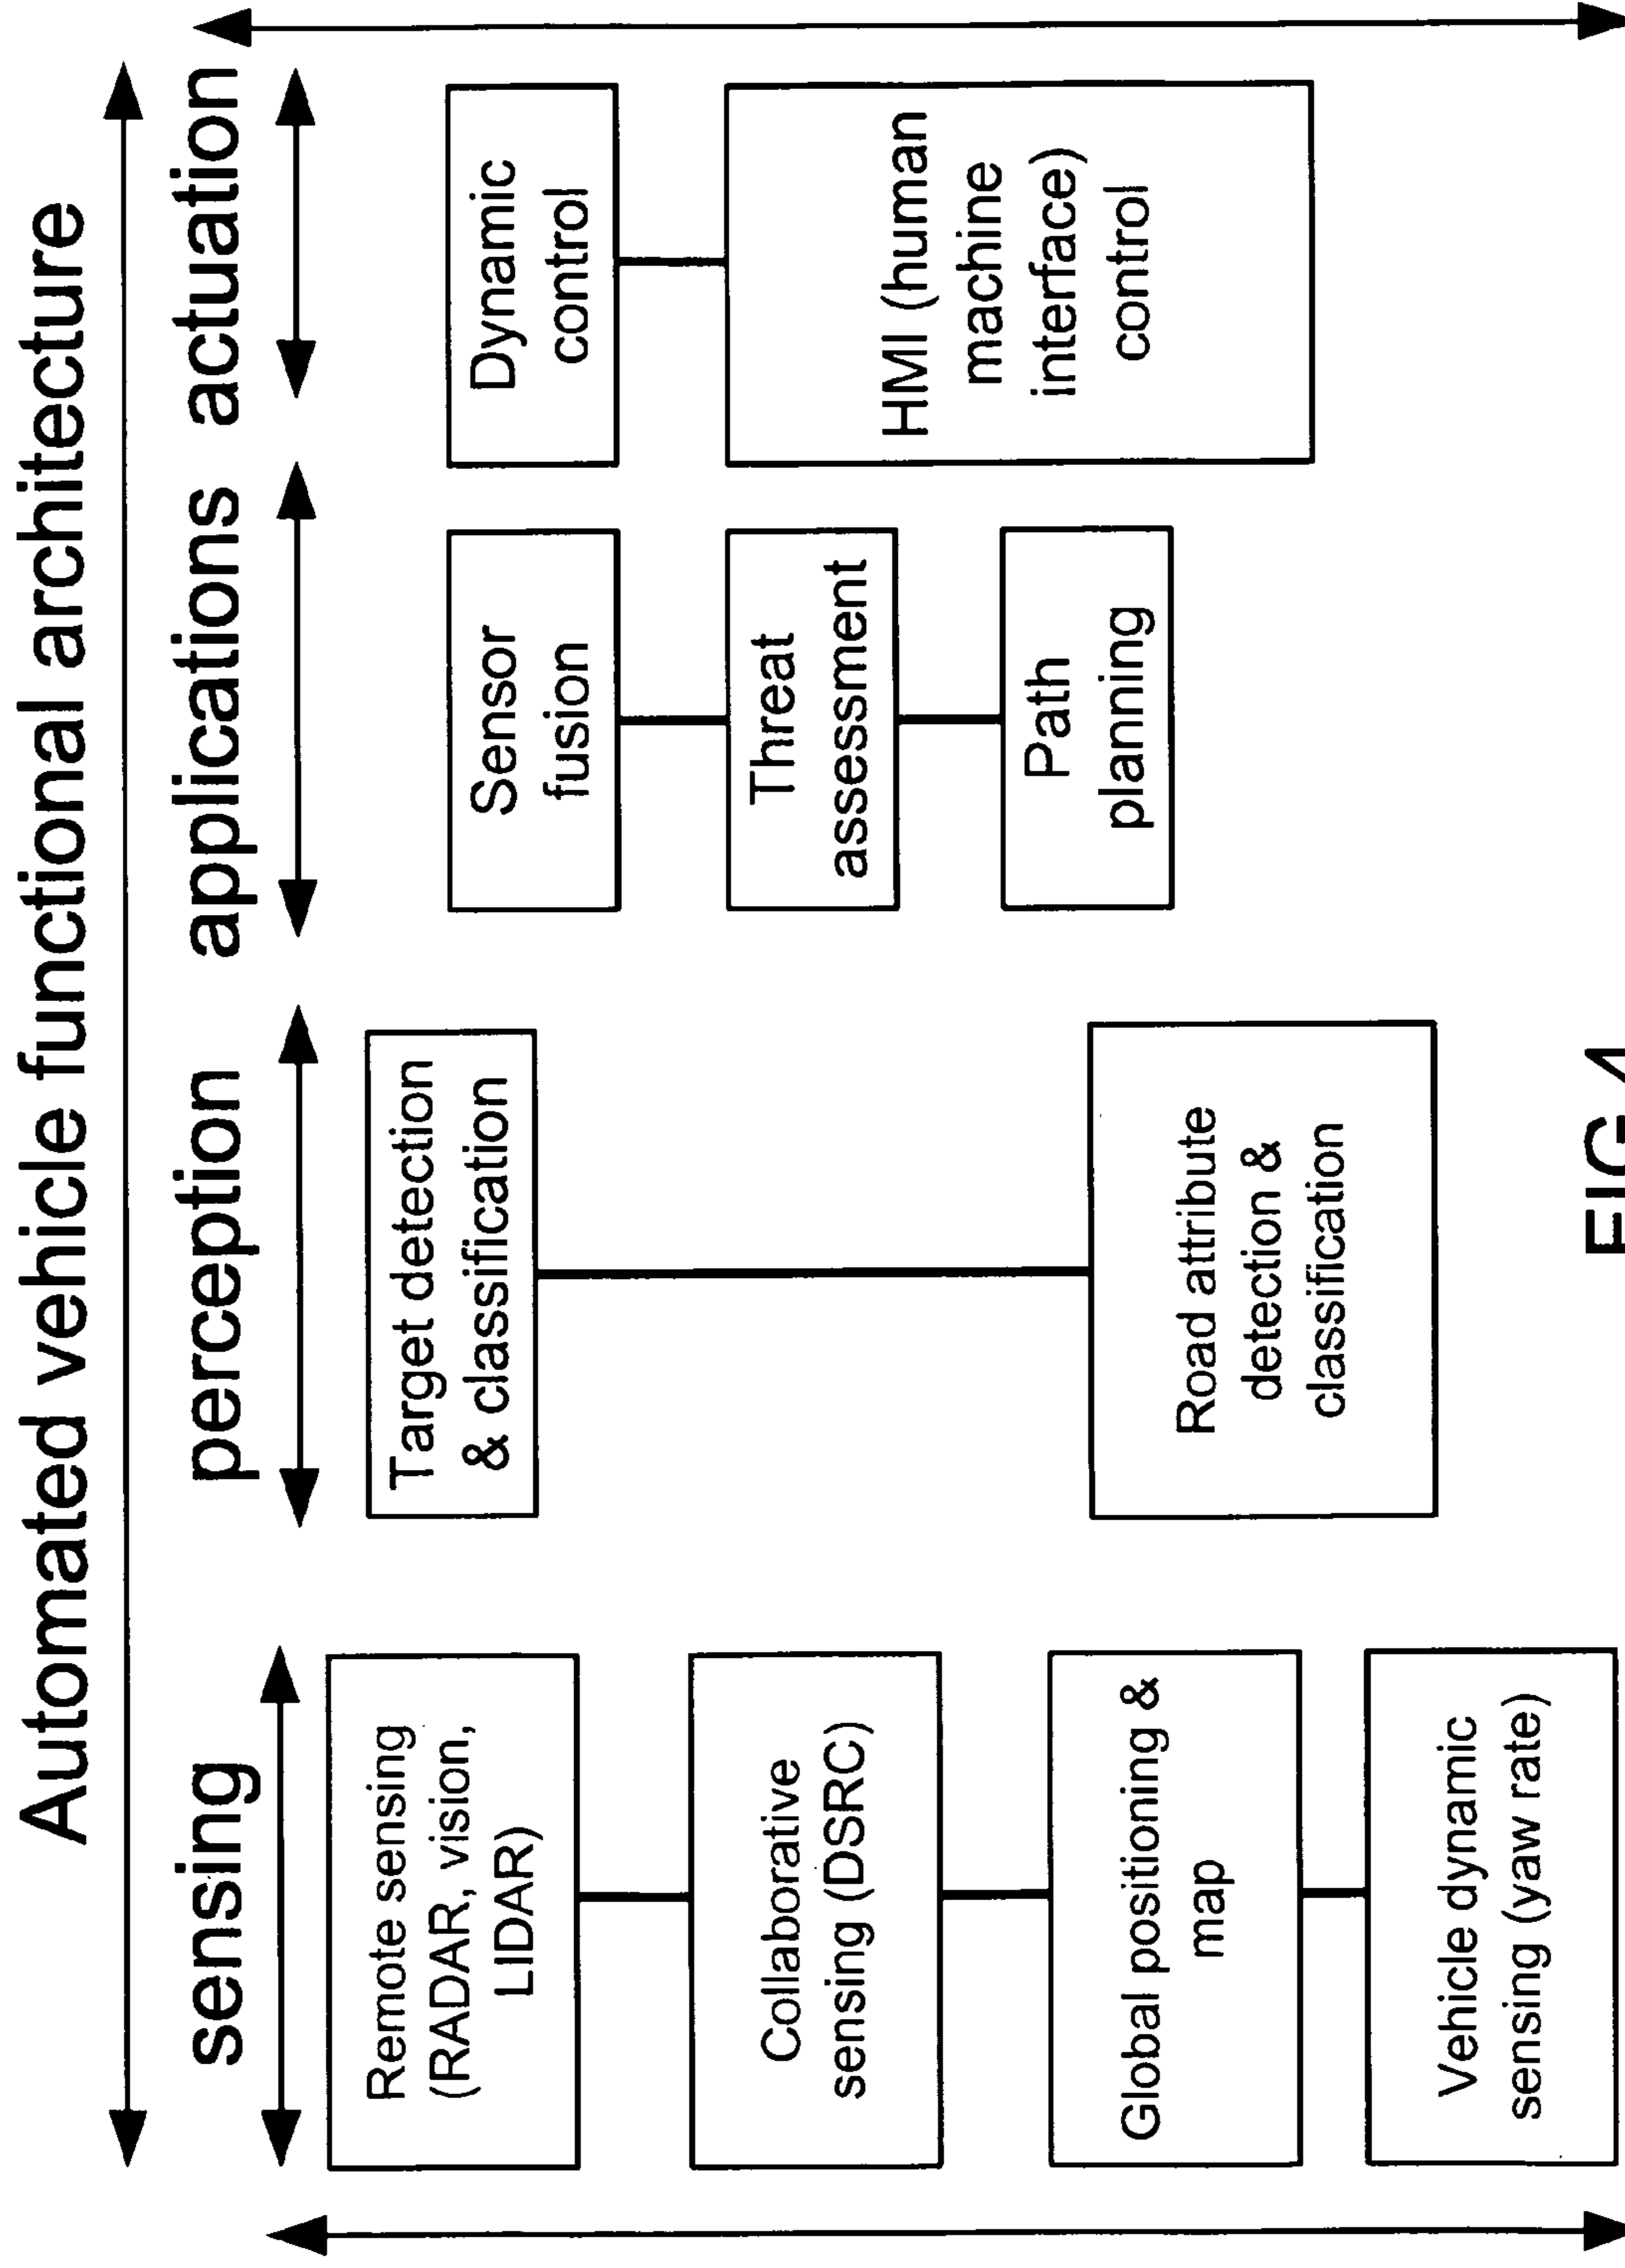 Automated vehicle functional architecture
sensing
perception
applications
actuation
Remote sensing
(RADAR, vision,
LIDAR)
Collaborative
sensing (DSRC)
Global positioning &
map
Vehicle dynamic
sensing (yaw rate)
Target detection
& classification
Road attribute
detection &
classification
Sensor
fusion
Threat
assessment
Path
planning
Dynamic
control
HMI (human
machine
interface)
control
FIG 4